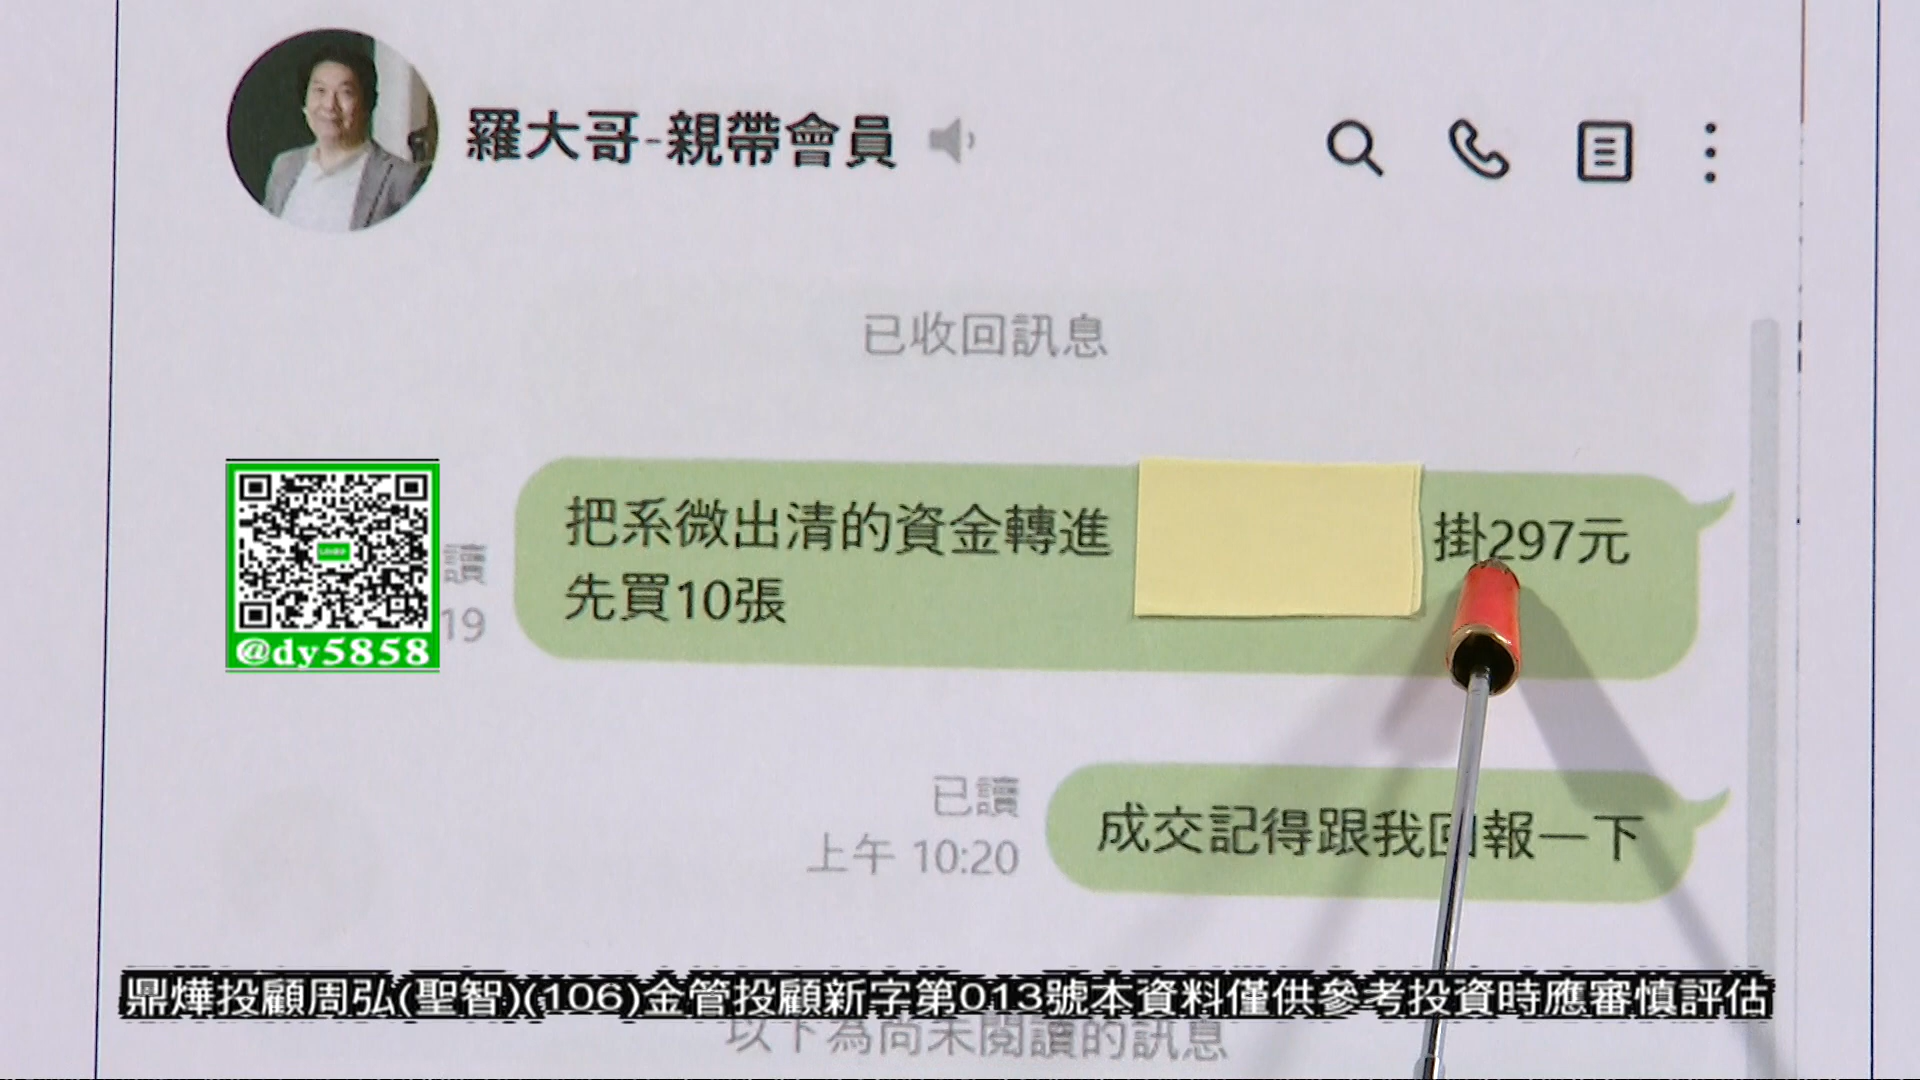 羅大哥-親帶會員
已收回訊息
把系微出清的資金轉進 掛297元
先買10張
讀
19
@dy5858
成交記得跟我回報一下
已讀
上午 10:20
鼎燁投顧周弘(聖智)(106)金管投顧新字第013號本資料僅供參考投資時應審慎評估
以下為尚未閱讀的訊息